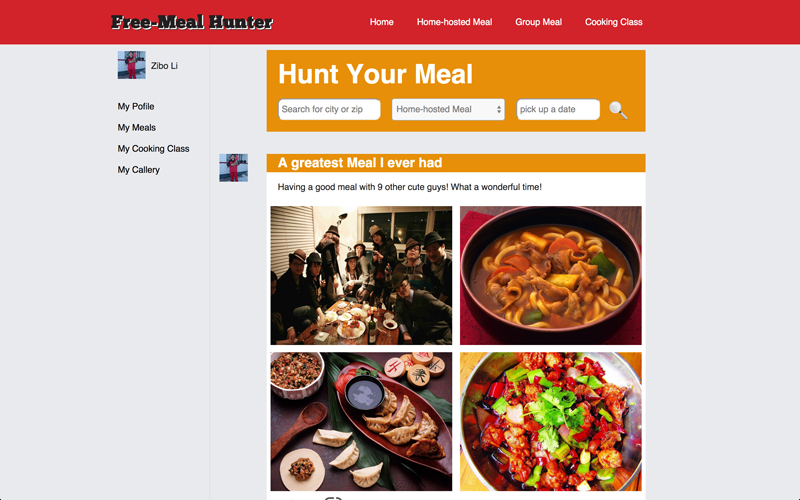 Free-Meal Hunter
Home
Home-hosted Meal
Group Meal
Cooking Class
Zibo Li
My Pofile
My Meals
My Cooking Class
My Callery
Hunt Your Meal
Search for city or zip
Home-hosted Meal
pick up a date
A greatest Meal I ever had
Having a good meal with 9 other cute guys! What a wonderful time!